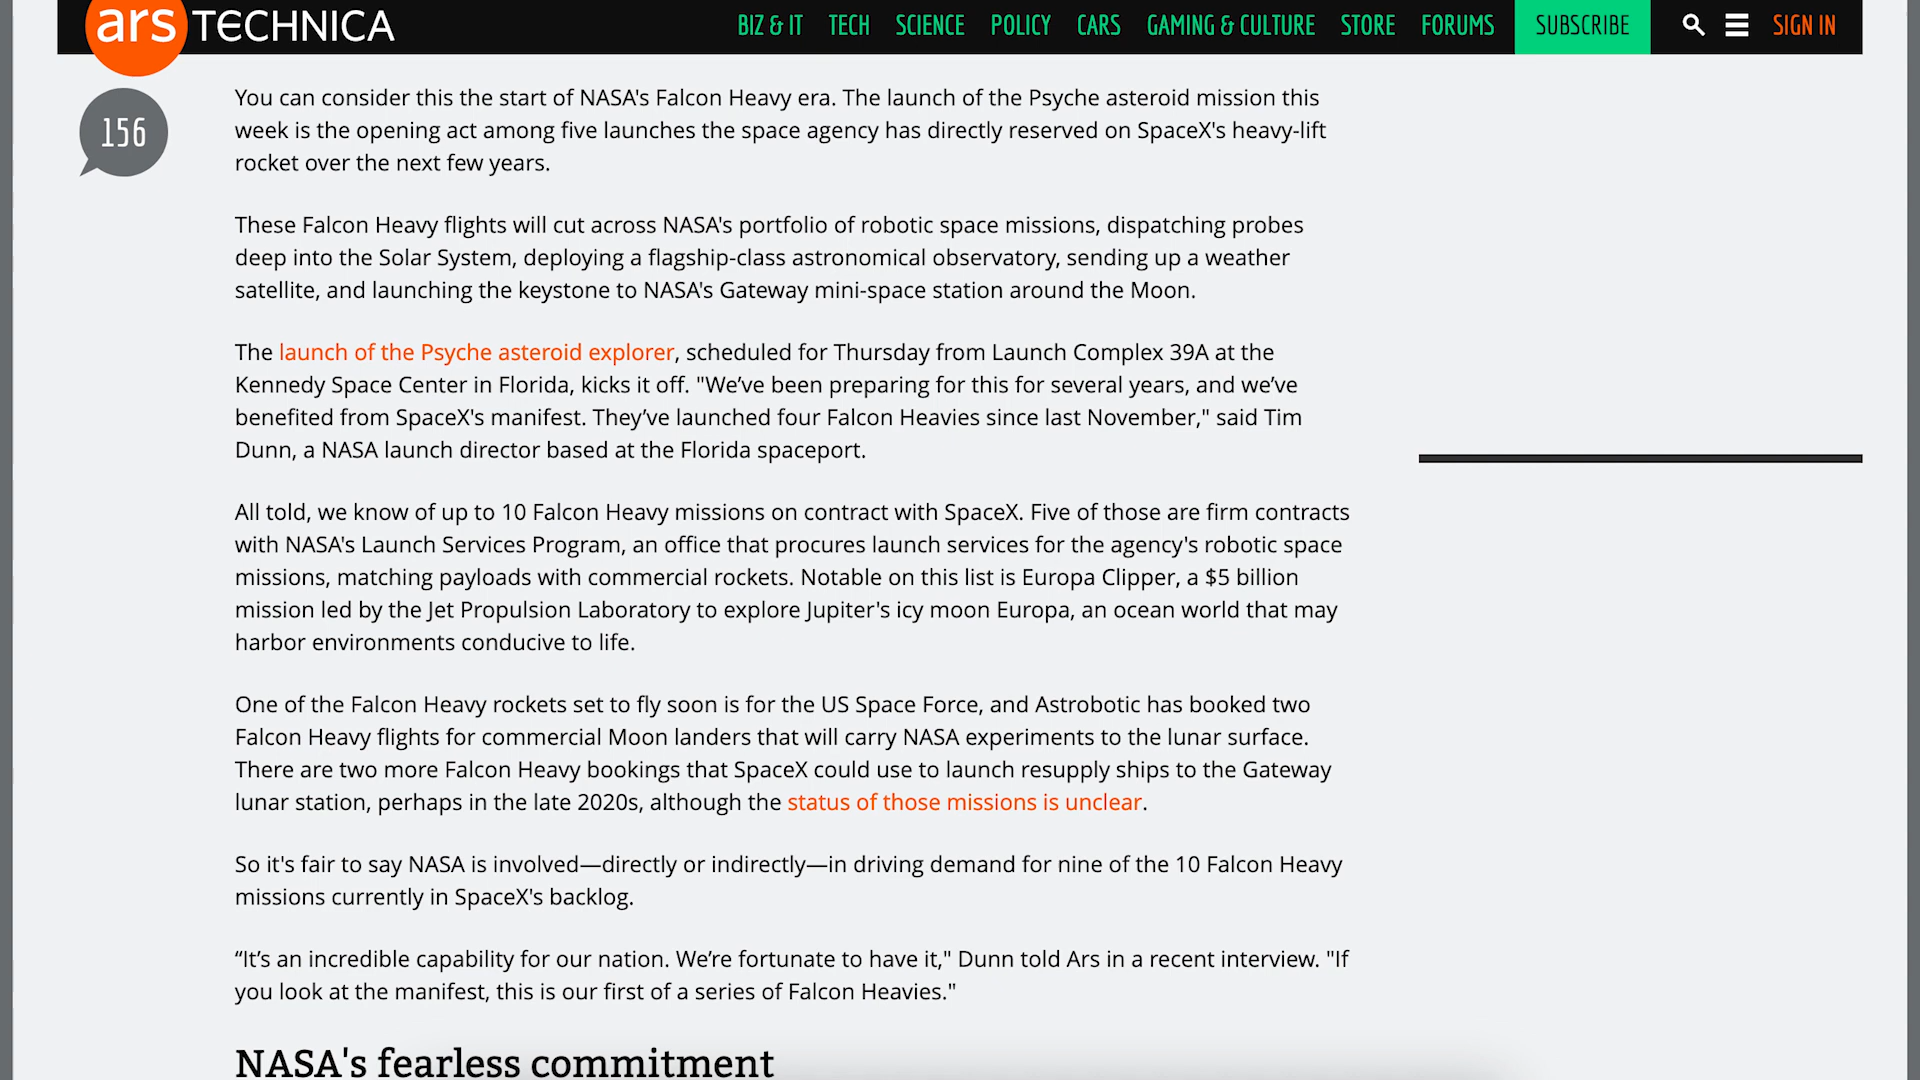 ars TECHNICA
BIZ & IT TECH SCIENCE POLICY CARS GAMING & CULTURE STORE FORUMS SUBSCRIBE SIGN IN
156
You can consider this the start of NASA's Falcon Heavy era. The launch of the Psyche asteroid mission this
week is the opening act among five launches the space agency has directly reserved on SpaceX's heavy-lift
rocket over the next few years.
These Falcon Heavy flights will cut across NASA's portfolio of robotic space missions, dispatching probes
deep into the Solar System, deploying a flagship-class astronomical observatory, sending up a weather
satellite, and launching the keystone to NASA's Gateway mini-space station around the Moon.
The launch of the Psyche asteroid explorer, scheduled for Thursday from Launch Complex 39A at the
Kennedy Space Center in Florida, kicks it off. "We’ve been preparing for this for several years, and we’ve
benefited from SpaceX's manifest. They’ve launched four Falcon Heavies since last November," said Tim
Dunn, a NASA launch director based at the Florida spaceport.
All told, we know of up to 10 Falcon Heavy missions on contract with SpaceX. Five of those are firm contracts
with NASA's Launch Services Program, an office that procures launch services for the agency's robotic space
missions, matching payloads with commercial rockets. Notable on this list is Europa Clipper, a $5 billion
mission led by the Jet Propulsion Laboratory to explore Jupiter's icy moon Europa, an ocean world that may
harbor environments conducive to life.
One of the Falcon Heavy rockets set to fly soon is for the US Space Force, and Astrobotic has booked two
Falcon Heavy flights for commercial Moon landers that will carry NASA experiments to the lunar surface.
There are two more Falcon Heavy bookings that SpaceX could use to launch resupply ships to the Gateway
lunar station, perhaps in the late 2020s, although the status of those missions is unclear.
So it's fair to say NASA is involved—directly or indirectly—in driving demand for nine of the 10 Falcon Heavy
missions currently in SpaceX's backlog.
“It’s an incredible capability for our nation. We’re fortunate to have it," Dunn told Ars in a recent interview. "If
you look at the manifest, this is our first of a series of Falcon Heavies."
NASA's fearless commitment